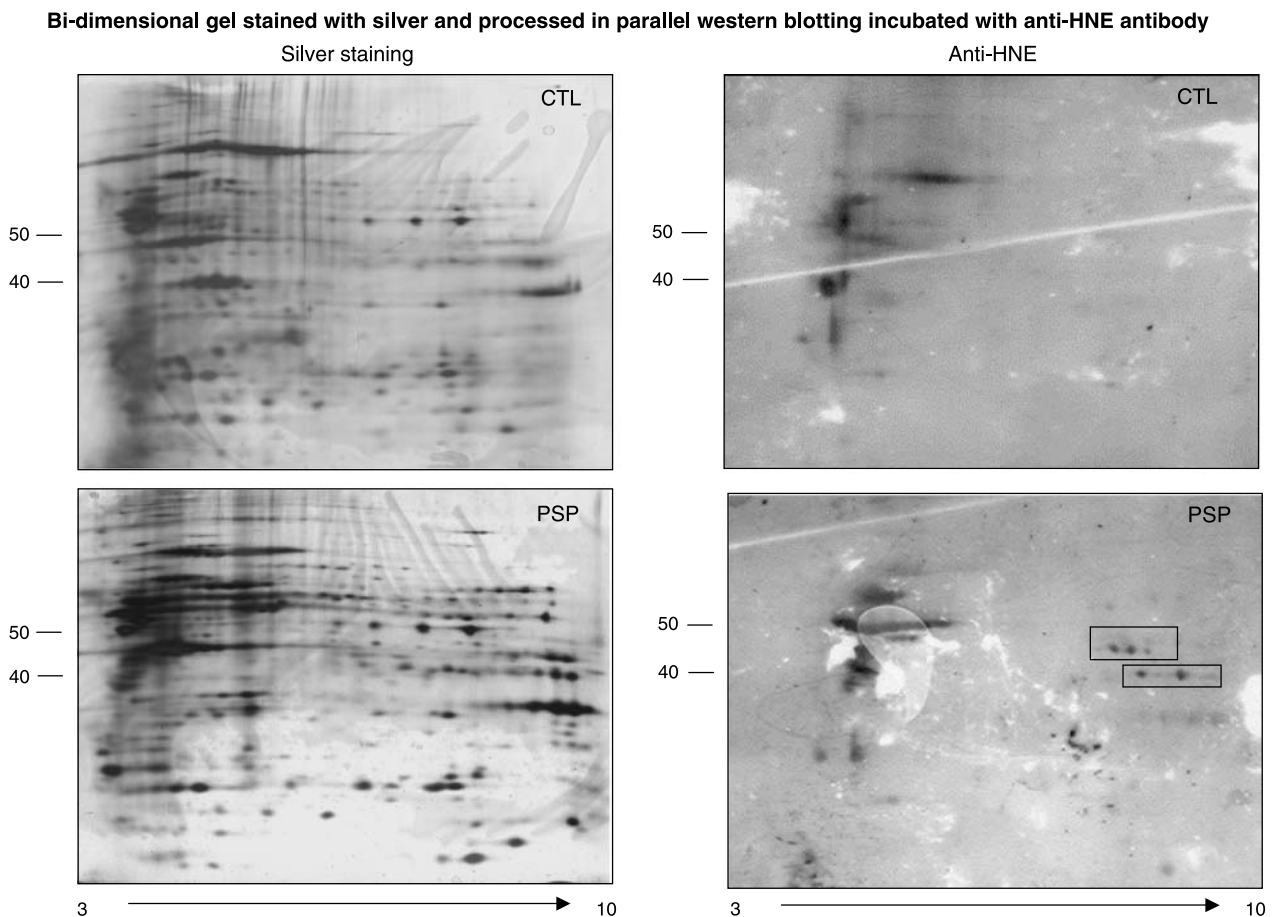 Bi-dimensional gel stained with silver and processed in parallel western blotting incubated with anti-HNE antibody
Silver staining
Anti-HNE
CTL
CTL
50
40
50
40
PSP
PSP
50
40
50
40
3
10
3
10